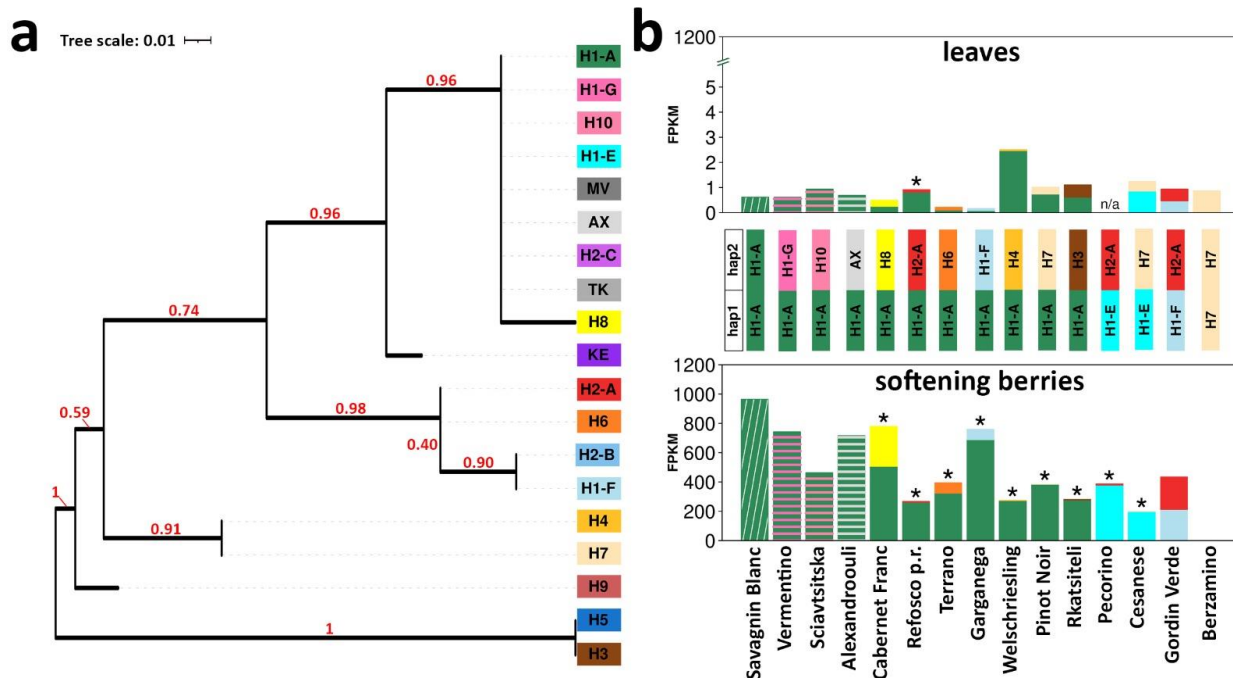 a
Tree scale: 0.01
0.96
0.96
0.74
0.98
0.40
0.90
0.59
0.91
1
1
H1-A
H1-G
H10
H1-E
MV
AX
H2-C
TK
H8
KE
H2-A
H6
H2-B
H1-F
H4
H7
H9
H5
H3
b
leaves
FPKM
1200
5
4
3
2
1
0
*
n/a
hap2
H1-A
H1-G
H10
AX
H8
H2-A
H6
H1-F
H4
H7
H3
H2-A
H7
H2-A
H7
hap1
H1-A
H1-A
H1-A
H1-A
H1-A
H1-A
H1-A
H1-A
H1-A
H1-A
H1-E
H1-E
H1-F
H7
softening berries
FPKM
1200
1000
800
600
400
200
0
* * * * * * * * *
Savagnin Blanc
Vermentino
Sciavtsitska
Alexandroouli
Cabernet Franc
Refosco p.r.
Terrano
Garganega
Welschriesling
Pinot Noir
Rkatsiteli
Pecorino
Cesanese
Gordin Verde
Berzamino